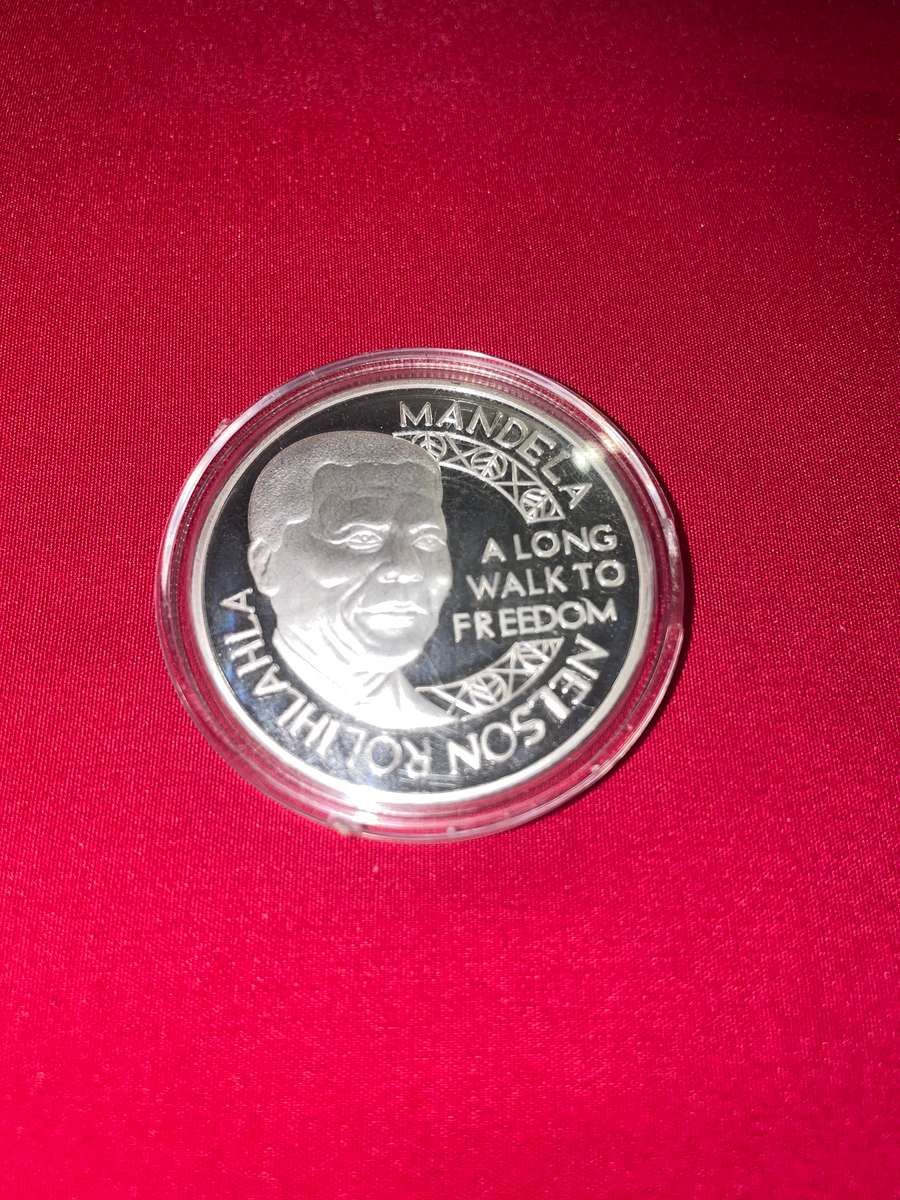 MANDELA
A LONG
WALK TO
FREEDOM
NELSON ROLIHLAHLA